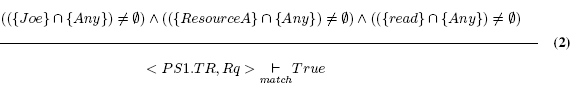 ((({Joe} ∩ {Any}) ≠ ∅) ∧ (({ResourceA} ∩ {Any}) ≠ ∅) ∧ (({read} ∩ {Any}) ≠ ∅)
(2)
< PS1.TR, Rq > ⊢ True
match